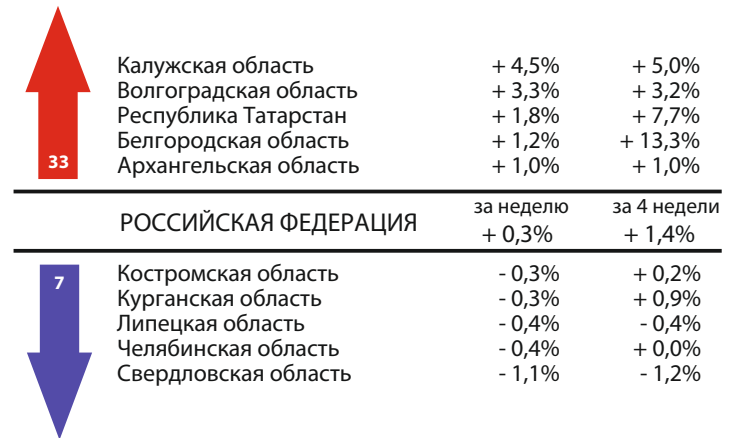 Калужская область + 4,5% + 5,0%
Волгоградская область + 3,3% + 3,2%
Республика Татарстан + 1,8% + 7,7%
Белгородская область + 1,2% + 13,3%
33 Архангельская область + 1,0% + 1,0%
за неделю за 4 недели
РОССИЙСКАЯ ФЕДЕРАЦИЯ + 0,3% + 1,4%
7 Костромская область - 0,3% + 0,2%
Курганская область - 0,3% + 0,9%
Липецкая область - 0,4% - 0,4%
Челябинская область - 0,4% + 0,0%
Свердловская область - 1,1% - 1,2%